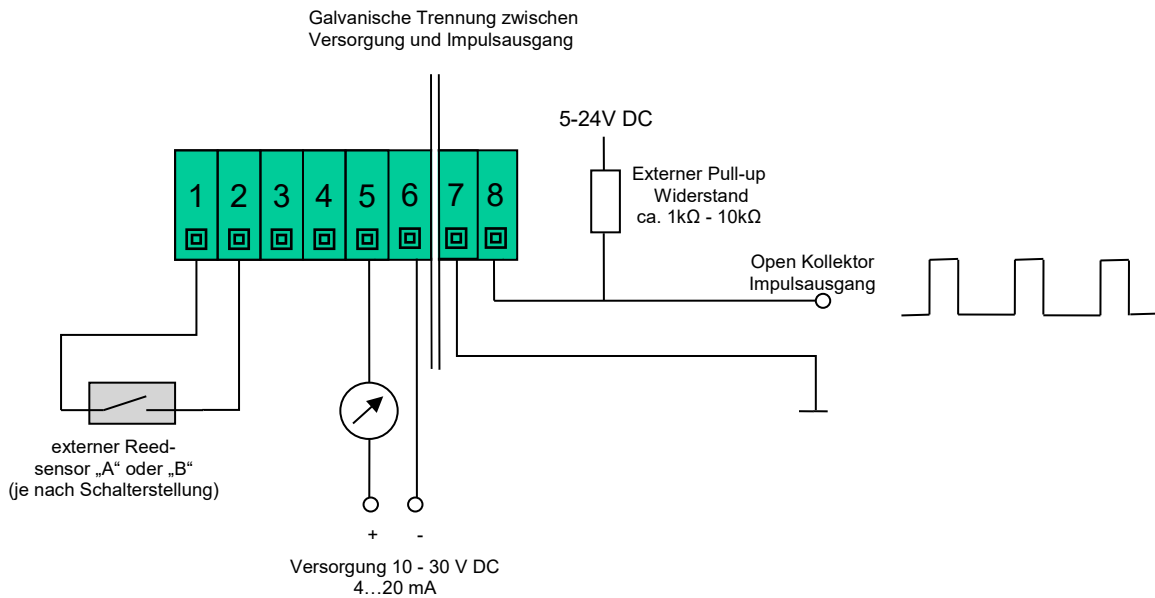 Galvanische Trennung zwischen
Versorgung und Impulsausgang
5-24V DC
Externer Pull-up
Widerstand
ca. 1kΩ - 10kΩ
1 2 3 4 5 6 7 8
Open Kollektor
Impulsausgang
externer Reed-
sensor „A“ oder „B“
(je nach Schalterstellung)
+ -
Versorgung 10 - 30 V DC
4…20 mA